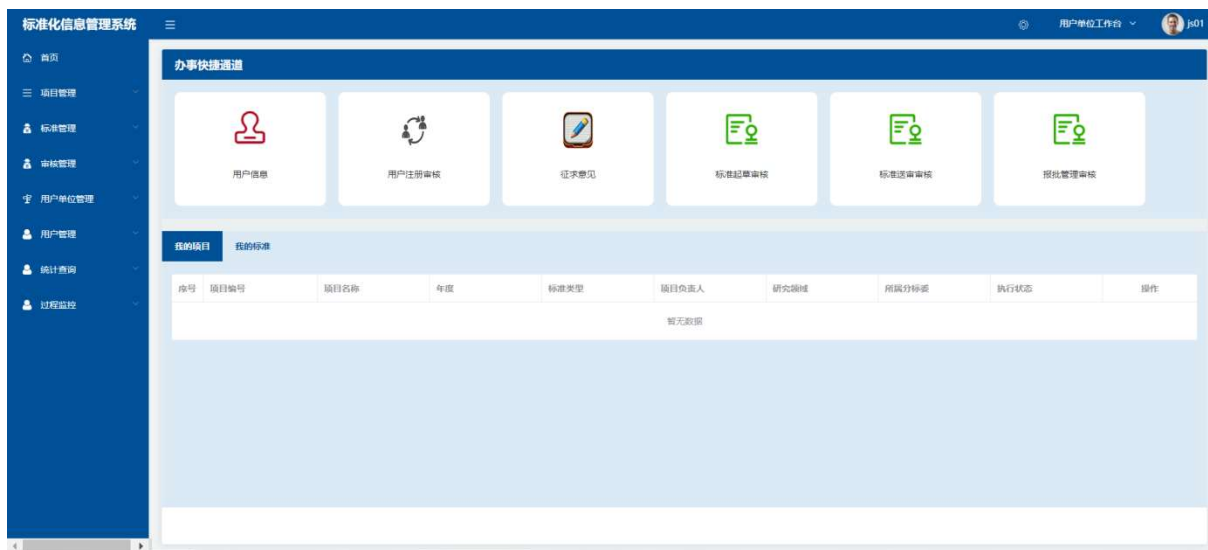 标准化信息管理系统
用户单位工作台
js01
首页
项目管理
标准管理
审核管理
用户单位管理
用户管理
统计查询
过程监控
办事快捷通道
用户信息
用户注册审核
征求意见
标准起草审核
标准送审审核
报批管理审核
我的项目 我的标准
序号 项目编号 项目名称 年度 标准类型 项目负责人 研究领域 所属分标委 执行状态 操作
暂无数据